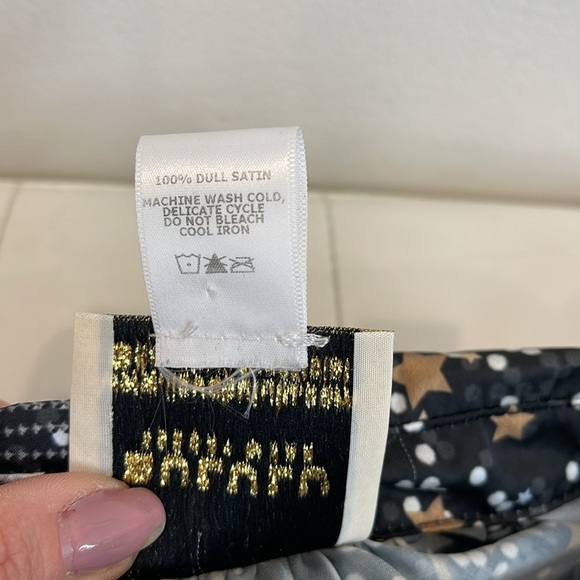 100% DULL SATIN
MACHINE WASH COLD,
DELICATE CYCLE
DO NOT BLEACH
COOL IRON